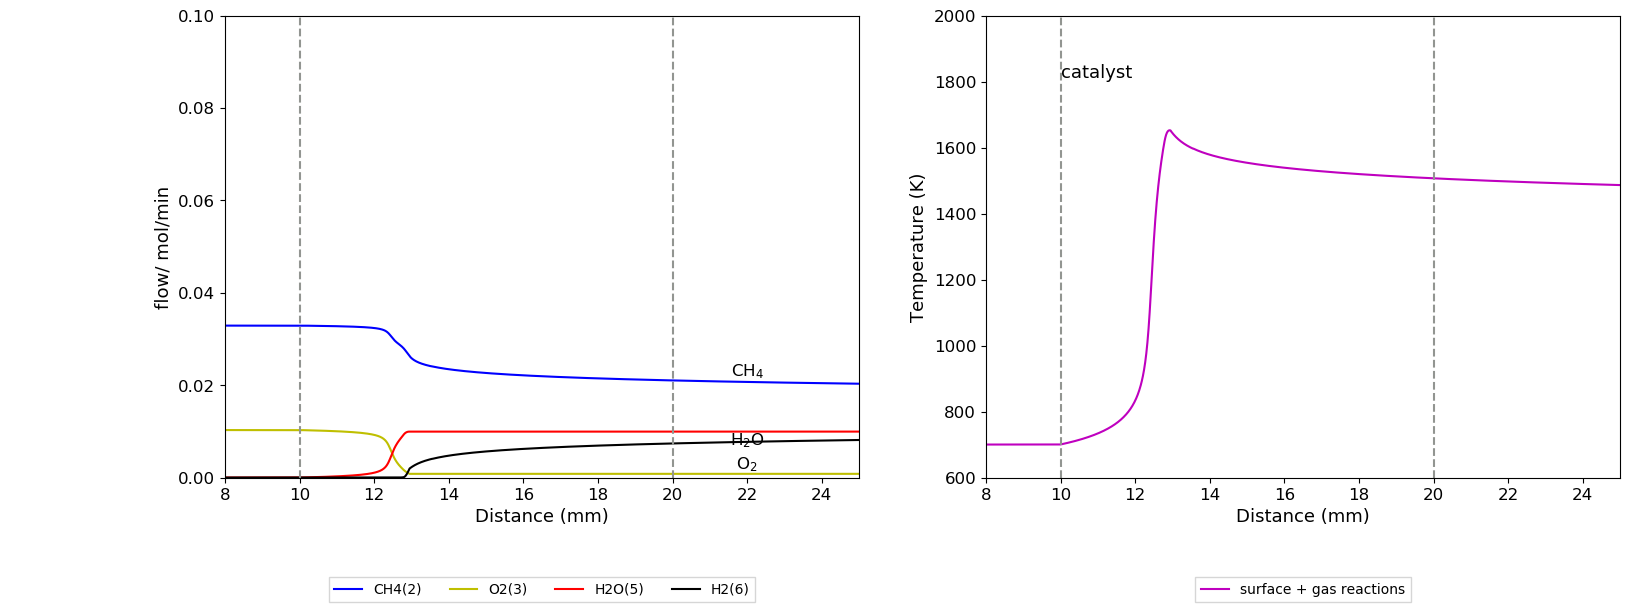 0.10
0.08
0.06
0.04
0.02
0.00
flow/ mol/min
CH₄
H₂O
O₂
8 10 12 14 16 18 20 22 24
Distance (mm)
CH4(2) O2(3) H2O(5) H2(6)
2000
1800
1600
1400
1200
1000
800
600
Temperature (K)
catalyst
8 10 12 14 16 18 20 22 24
Distance (mm)
surface + gas reactions